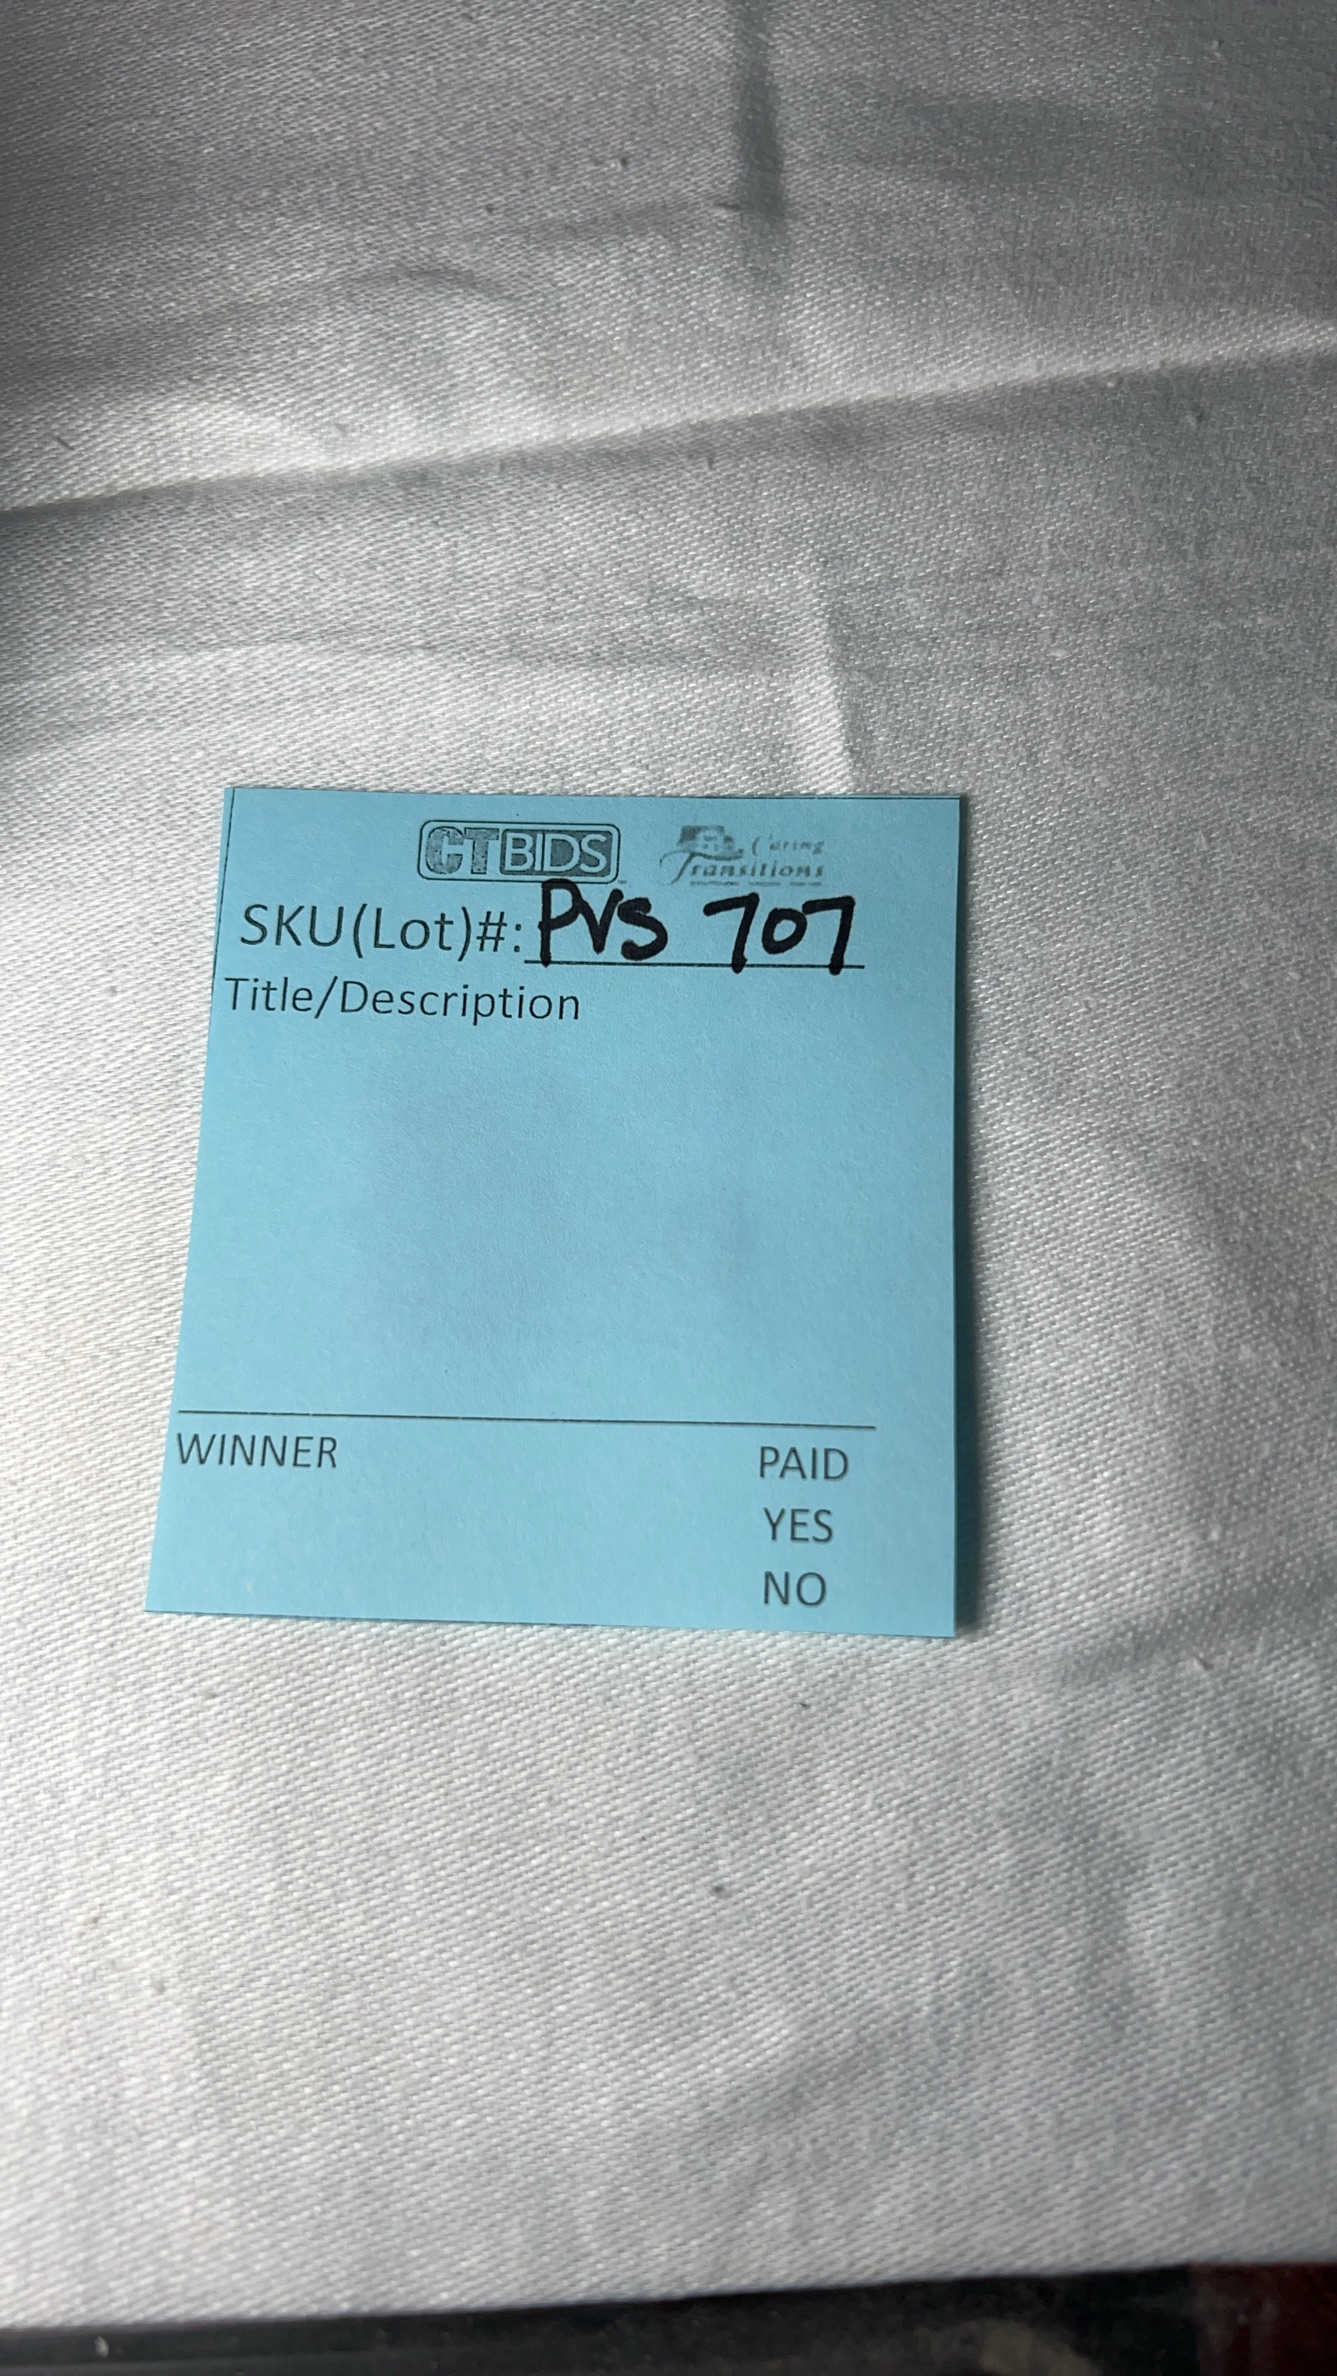 CTBIDS Caring Transitions
SKU(Lot)#: PVS 707
Title/Description
WINNER PAID
YES
NO